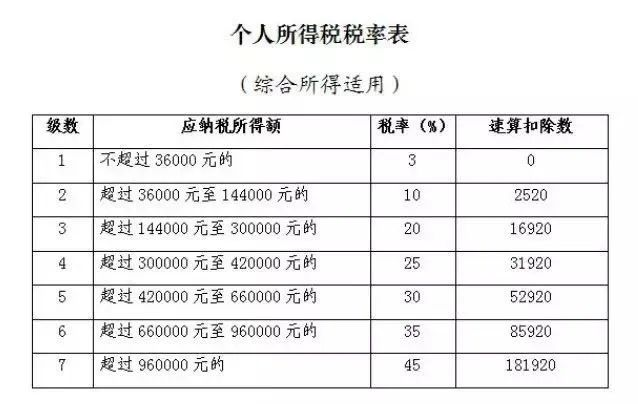 个人所得税税率表
（综合所得适用）
级数 应纳税所得额 税率（%） 速算扣除数
1 不超过 36000 元的 3 0
2 超过 36000 元至 144000 元的 10 2520
3 超过 144000 元至 300000 元的 20 16920
4 超过 300000 元至 420000 元的 25 31920
5 超过 420000 元至 660000 元的 30 52920
6 超过 660000 元至 960000 元的 35 85920
7 超过 960000 元的 45 181920